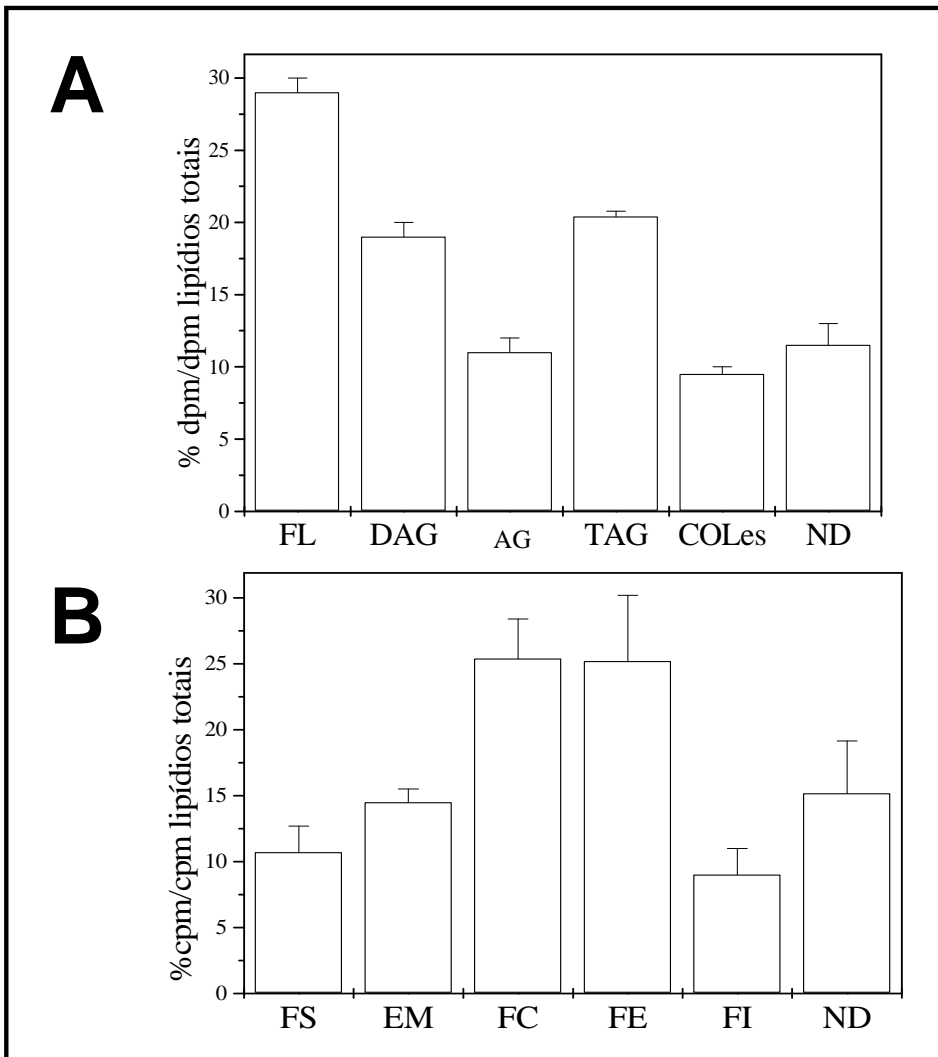 A
% dpm/dpm lipídios totais
30
25
20
15
10
5
0
FL DAG AG TAG COLes ND
B
%cpm/cpm lipídios totais
30
25
20
15
10
5
0
FS EM FC FE FI ND